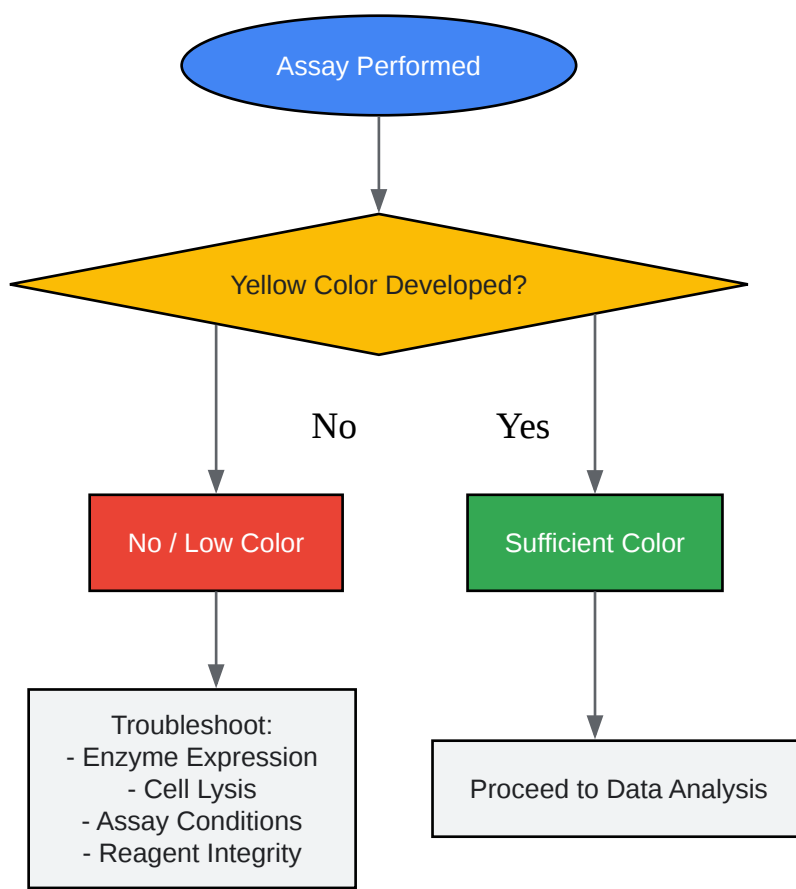 Assay Performed
Yellow Color Developed?
No
Yes
No / Low Color
Sufficient Color
Troubleshoot:
- Enzyme Expression
- Cell Lysis
- Assay Conditions
- Reagent Integrity
Proceed to Data Analysis